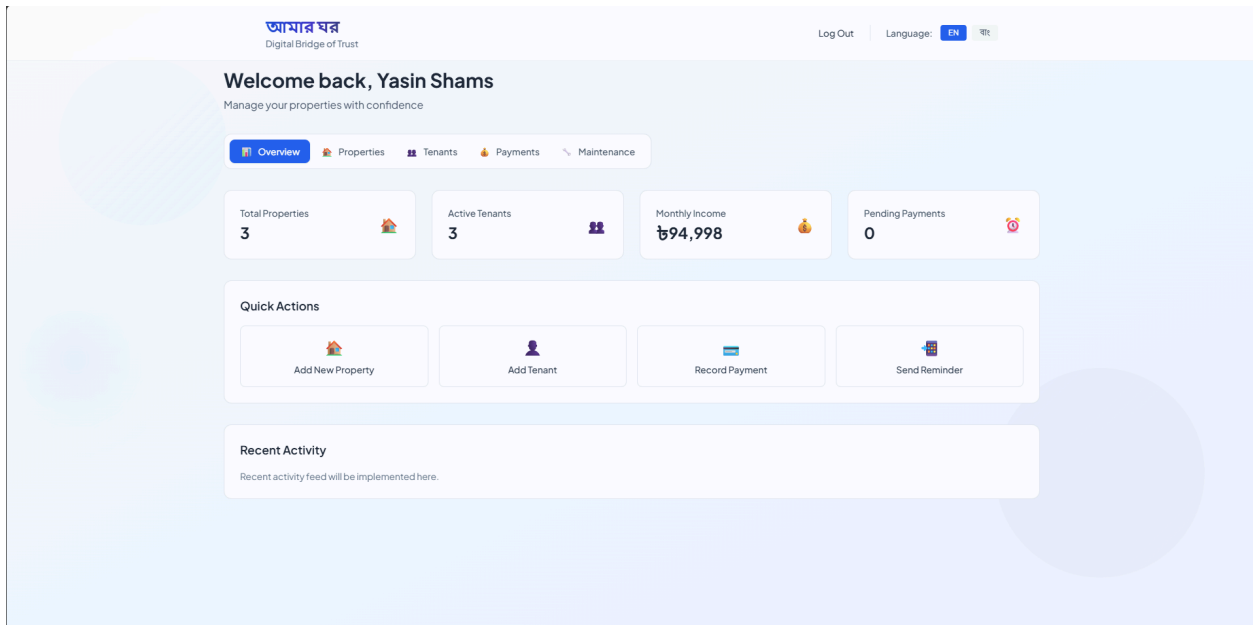 আমার ঘর
Digital Bridge of Trust
Log Out
Language:
EN
বাং
Welcome back, Yasin Shams
Manage your properties with confidence
Overview
Properties
Tenants
Payments
Maintenance
Total Properties
3
Active Tenants
3
Monthly Income
৳94,998
Pending Payments
0
Quick Actions
Add New Property
Add Tenant
Record Payment
Send Reminder
Recent Activity
Recent activity feed will be implemented here.